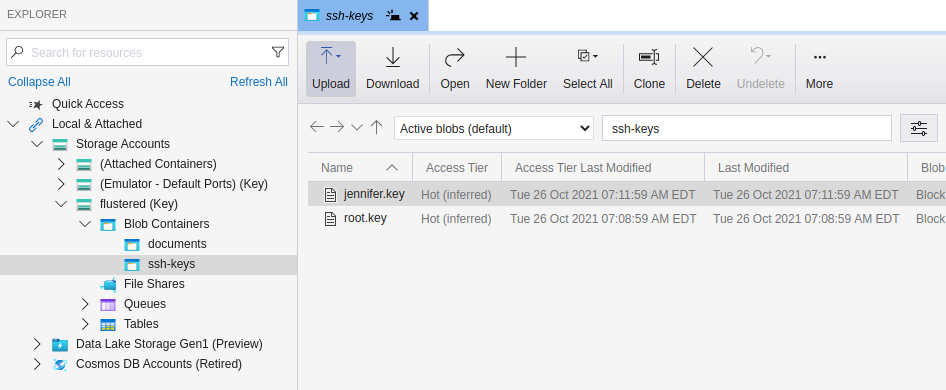 EXPLORER
Search for resources
Collapse All
Refresh All
Quick Access
Local & Attached
Storage Accounts
(Attached Containers)
(Emulator - Default Ports) (Key)
flustered (Key)
Blob Containers
documents
ssh-keys
File Shares
Queues
Tables
Data Lake Storage Gen1 (Preview)
Cosmos DB Accounts (Retired)
ssh-keys
Upload Download Open New Folder Select All Clone Delete Undelete More
Active blobs (default) ssh-keys
Name Access Tier Access Tier Last Modified Last Modified Blob
jennifer.key Hot (inferred) Tue 26 Oct 2021 07:11:59 AM EDT Tue 26 Oct 2021 07:11:59 AM EDT Block
root.key Hot (inferred) Tue 26 Oct 2021 07:08:59 AM EDT Tue 26 Oct 2021 07:08:59 AM EDT Block